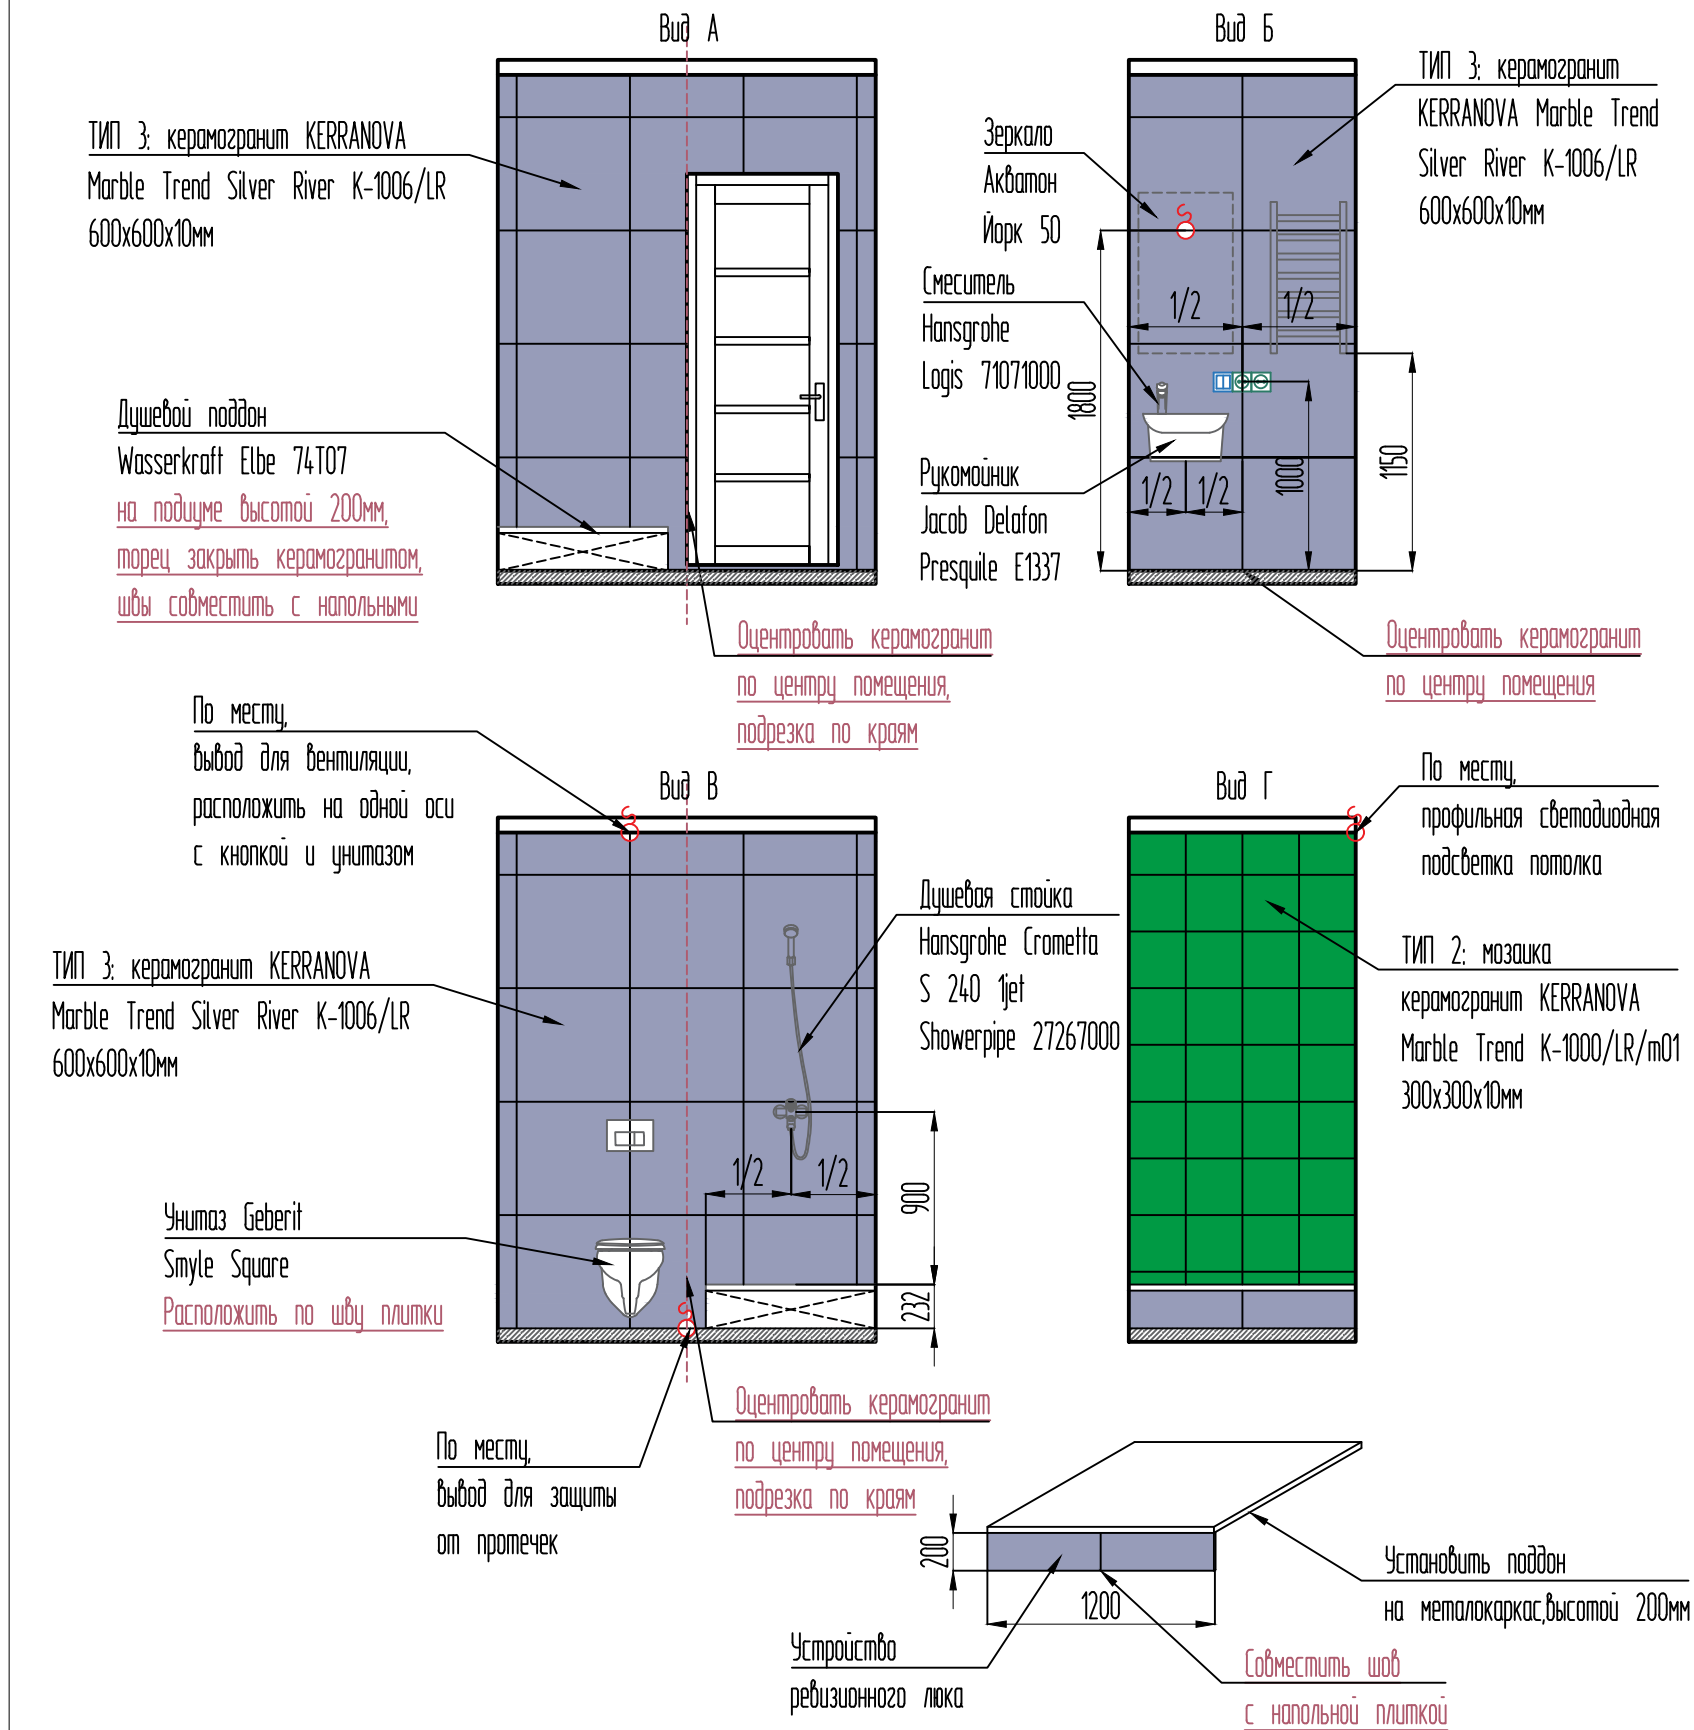 Вид А
ТИП 3: керамогранит KERRANOVA
Marble Trend Silver River K-1006/LR
600x600x10мм
Душевой поддон
Wasserkraft Elbe 74T07
на подиуме высотой 200мм,
торец закрыть керамогранитом,
швы совместить с напольными
Оцентровать керамогранит
по центру помещения,
подрезка по краям
Вид Б
ТИП 3: керамогранит
KERRANOVA Marble Trend
Silver River K-1006/LR
600x600x10мм
Зеркало
Акватон
Йорк 50
Смеситель
Hansgrohe
Logis 71071000
Рукомойник
Jacob Delafon
Presquile E1337
1/2
1/2
1800
1/2
1/2
1000
1150
Оцентровать керамогранит
по центру помещения
Вид В
По месту,
вывод для вентиляции,
расположить на одной оси
с кнопкой и унитазом
ТИП 3: керамогранит KERRANOVA
Marble Trend Silver River K-1006/LR
600x600x10мм
Душевая стойка
Hansgrohe Crometta
S 240 1jet
Showerpipe 27267000
1/2
1/2
900
232
Унитаз Geberit
Smyle Square
Расположить по шву плитки
По месту,
вывод для защиты
от протечек
Оцентровать керамогранит
по центру помещения,
подрезка по краям
Вид Г
По месту,
профильная светодиодная
подсветка потолка
ТИП 2: мозаика
керамогранит KERRANOVA
Marble Trend K-1000/LR/m01
300x300x10мм
200
1200
Установить поддон
на металокаркас,высотой 200мм
Устройство
ревизионного люка
Совместить шов
с напольной плиткой